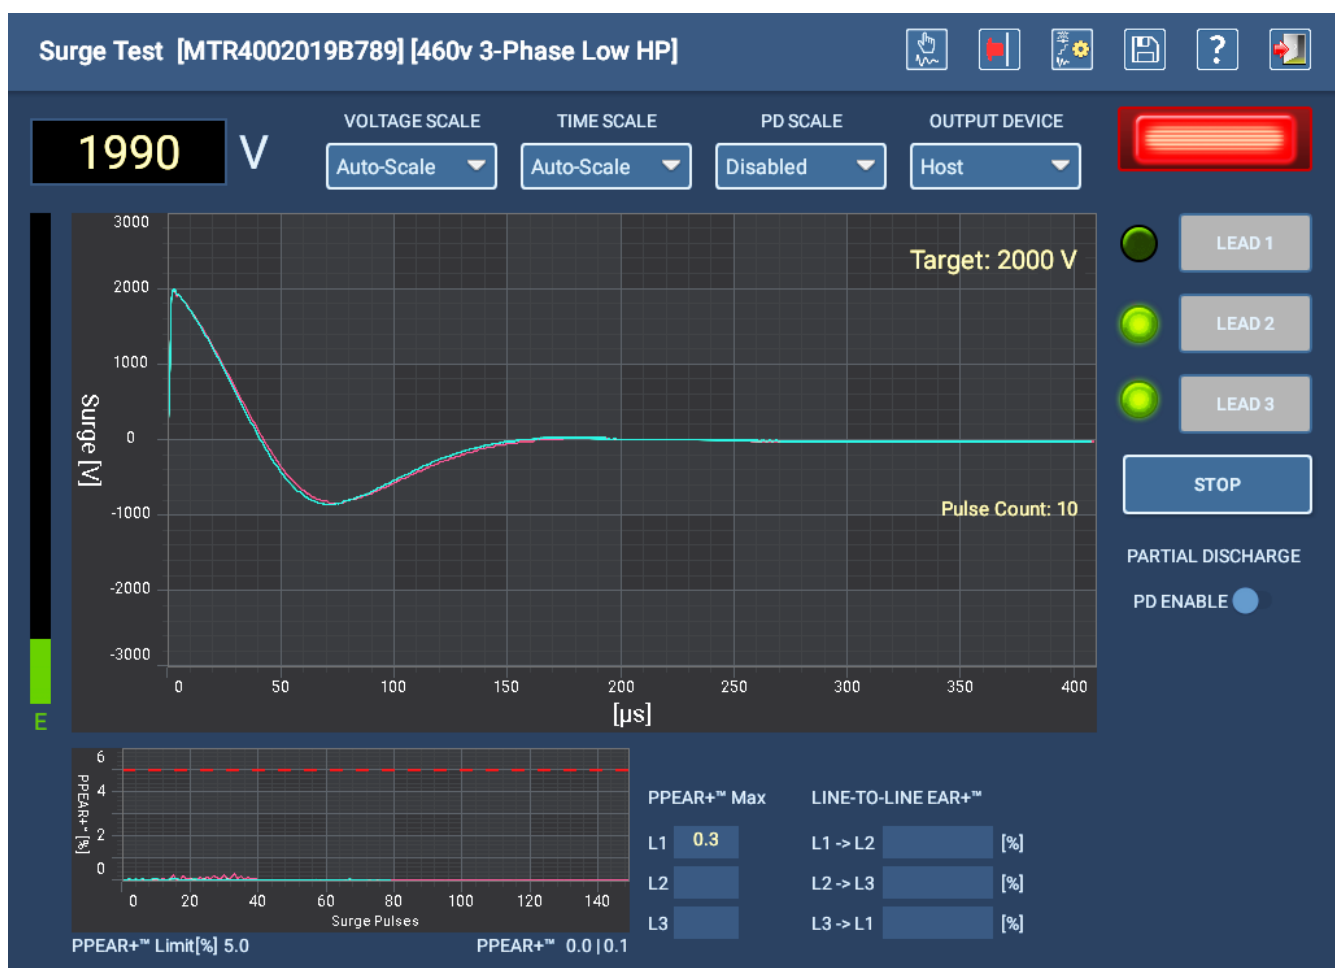 Surge Test [MTR4002019B789] [460v 3-Phase Low HP]
?
1990 V
VOLTAGE SCALE
TIME SCALE
PD SCALE
OUTPUT DEVICE
Auto-Scale
Auto-Scale
Disabled
Host
Target: 2000 V
Pulse Count: 10
Surge [V]
3000
2000
1000
0
-1000
-2000
-3000
0 50 100 150 200 250 300 350 400
[µs]
E
LEAD 1
LEAD 2
LEAD 3
STOP
PARTIAL DISCHARGE
PD ENABLE
PPEAR+™ [%]
6
4
2
0
0 20 40 60 80 100 120 140
Surge Pulses
PPEAR+™ Limit[%] 5.0
PPEAR+™ 0.0|0.1
PPEAR+™ Max
L1 0.3
L2
L3
LINE-TO-LINE EAR+™
L1 -> L2 [%]
L2 -> L3 [%]
L3 -> L1 [%]